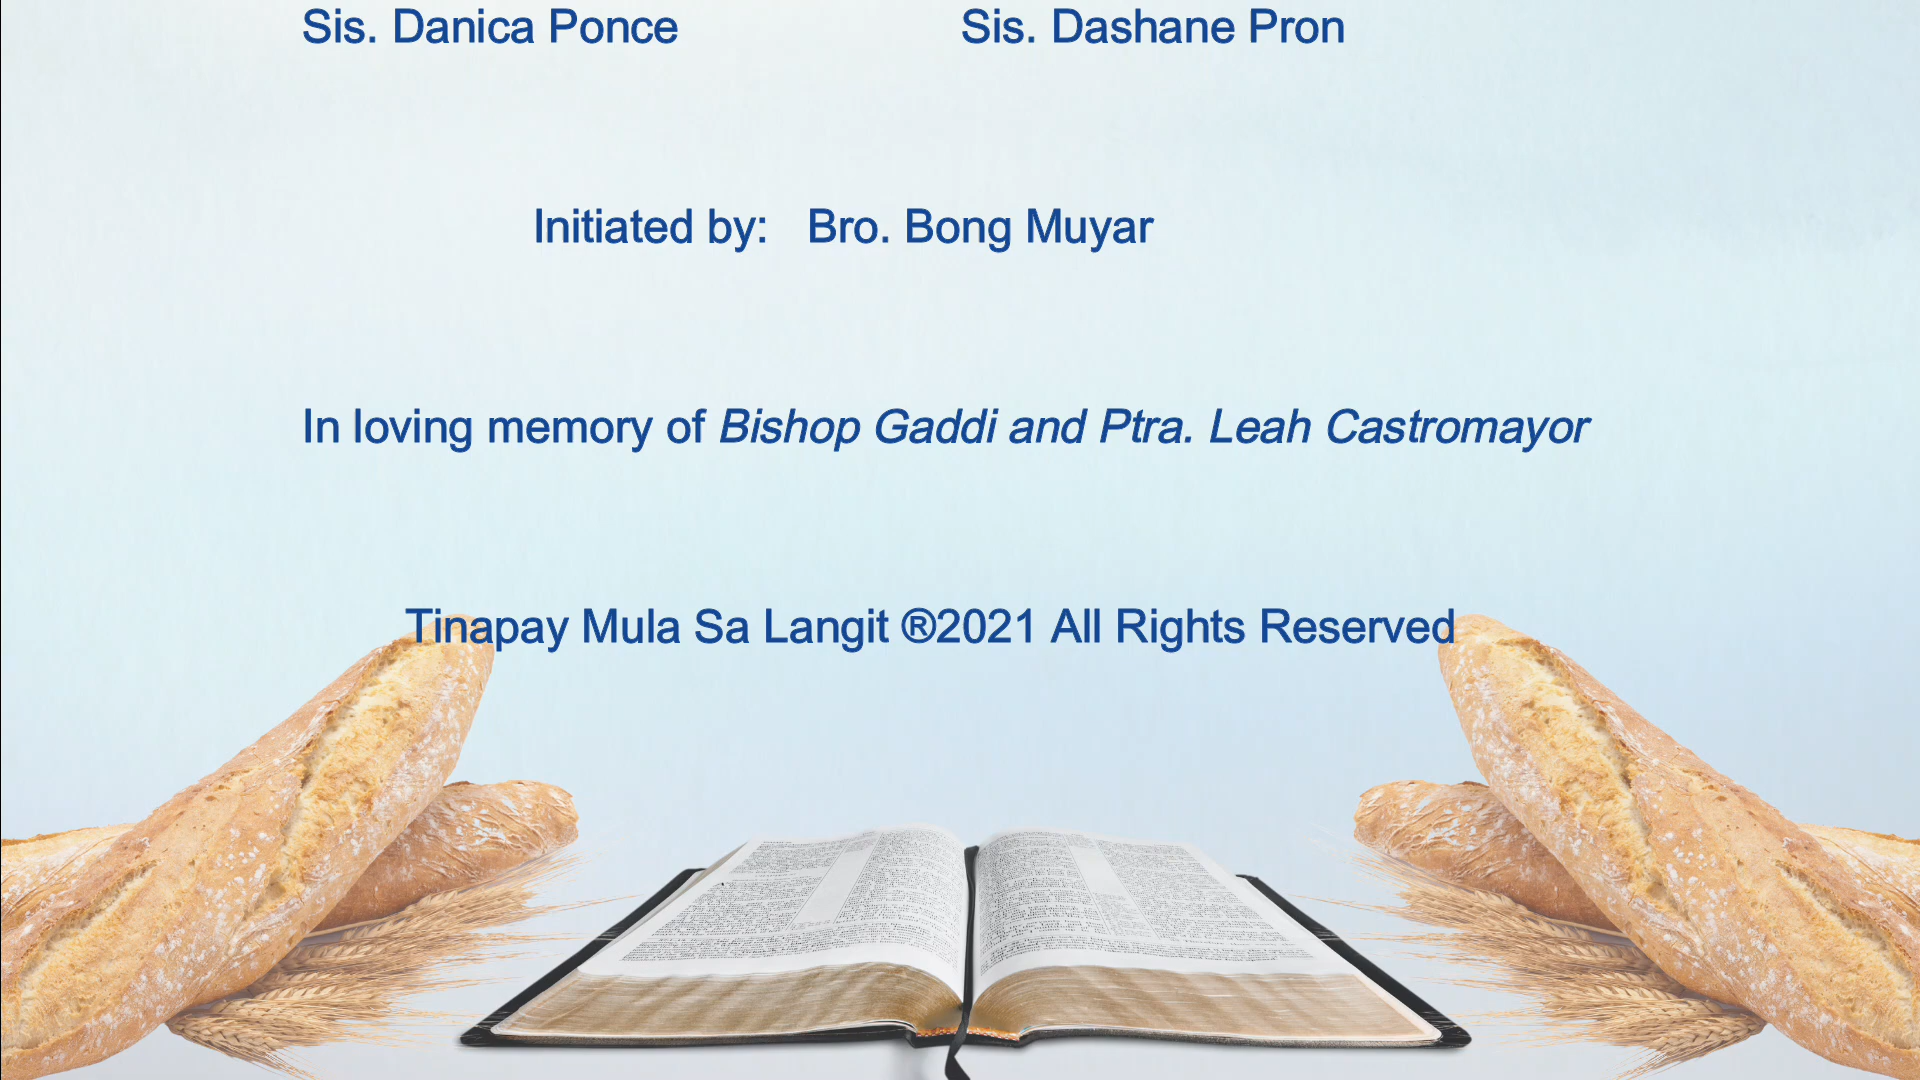 Sis. Danica Ponce Sis. Dashane Pron
Initiated by: Bro. Bong Muyar
In loving memory of Bishop Gaddi and Ptra. Leah Castromayor
Tinapay Mula Sa Langit ®2021 All Rights Reserved